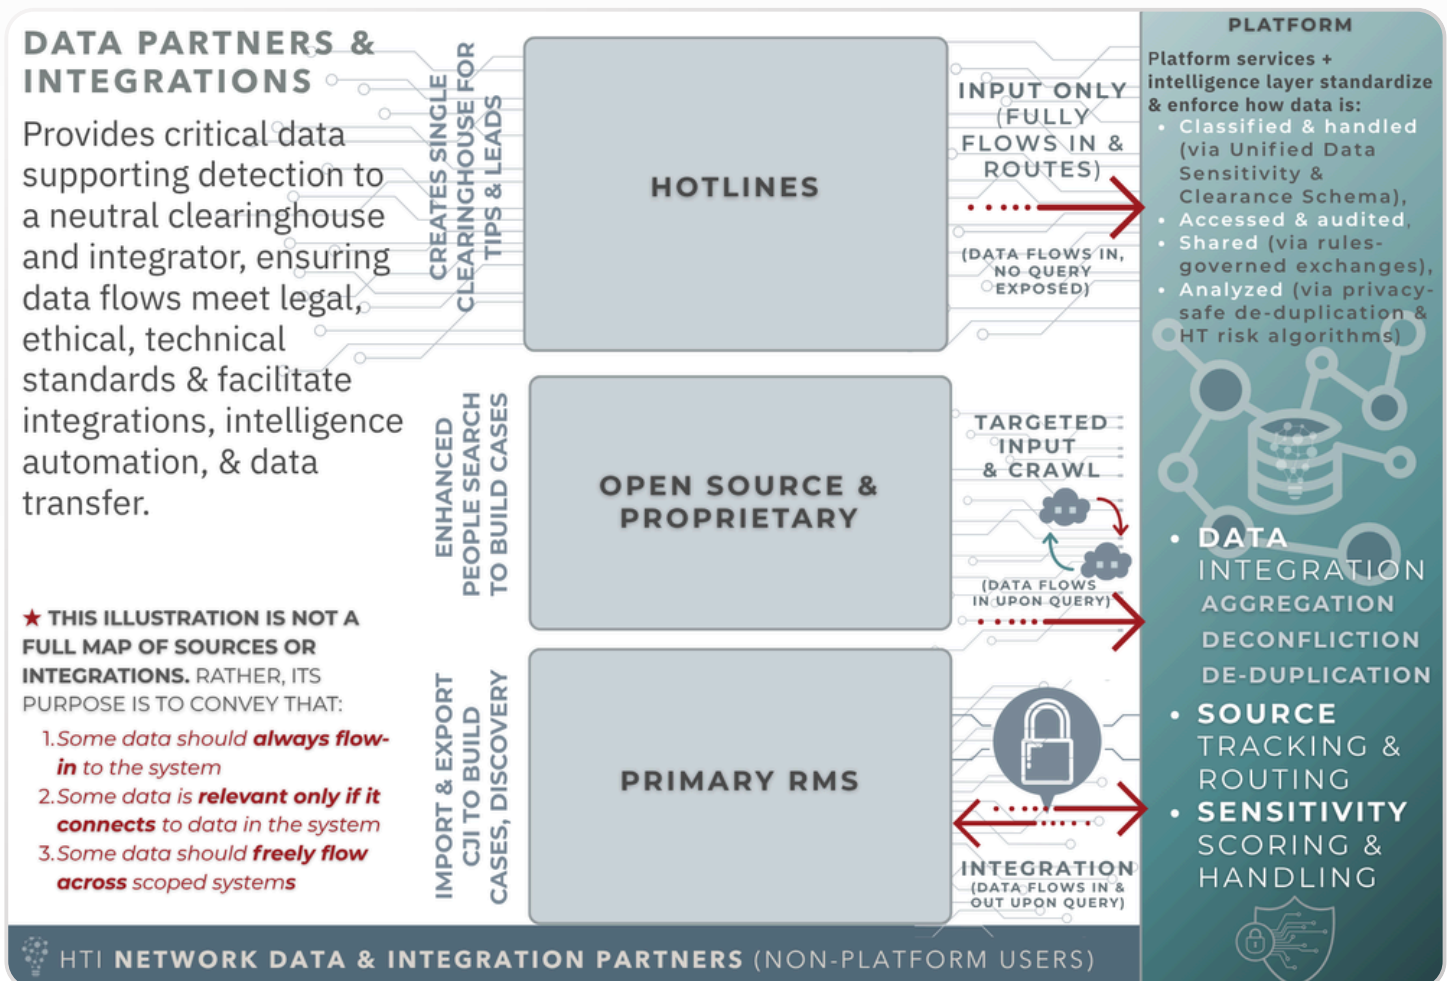 DATA PARTNERS &
INTEGRATIONS
Provides critical data
supporting detection to
a neutral clearinghouse
and integrator, ensuring
data flows meet legal,
ethical, technical
standards & facilitate
integrations, intelligence
automation, & data
transfer.
★ THIS ILLUSTRATION IS NOT A
FULL MAP OF SOURCES OR
INTEGRATIONS. RATHER, ITS
PURPOSE IS TO CONVEY THAT:
1. Some data should always flow-
in to the system
2. Some data is relevant only if it
connects to data in the system
3. Some data should freely flow
across scoped systems
CREATES SINGLE
CLEARINGHOUSE FOR
TIPS & LEADS
HOTLINES
INPUT ONLY
(FULLY
FLOWS IN &
ROUTES)
(DATA FLOWS IN,
NO QUERY
EXPOSED)
ENHANCED
PEOPLE SEARCH
TO BUILD CASES
OPEN SOURCE &
PROPRIETARY
TARGETED
INPUT
& CRAWL
(DATA FLOWS
IN UPON QUERY)
IMPORT & EXPORT
CJI TO BUILD
CASES, DISCOVERY
PRIMARY RMS
INTEGRATION
(DATA FLOWS IN &
OUT UPON QUERY)
PLATFORM
Platform services +
intelligence layer standardize
& enforce how data is:
• Classified & handled
(via Unified Data
Sensitivity &
Clearance Schema),
• Accessed & audited,
• Shared (via rules-
governed exchanges),
• Analyzed (via privacy-
safe de-duplication &
HT risk algorithms)
• DATA
INTEGRATION
AGGREGATION
DECONFLICTION
DE-DUPLICATION
• SOURCE
TRACKING &
ROUTING
• SENSITIVITY
SCORING &
HANDLING
HTI NETWORK DATA & INTEGRATION PARTNERS (NON-PLATFORM USERS)